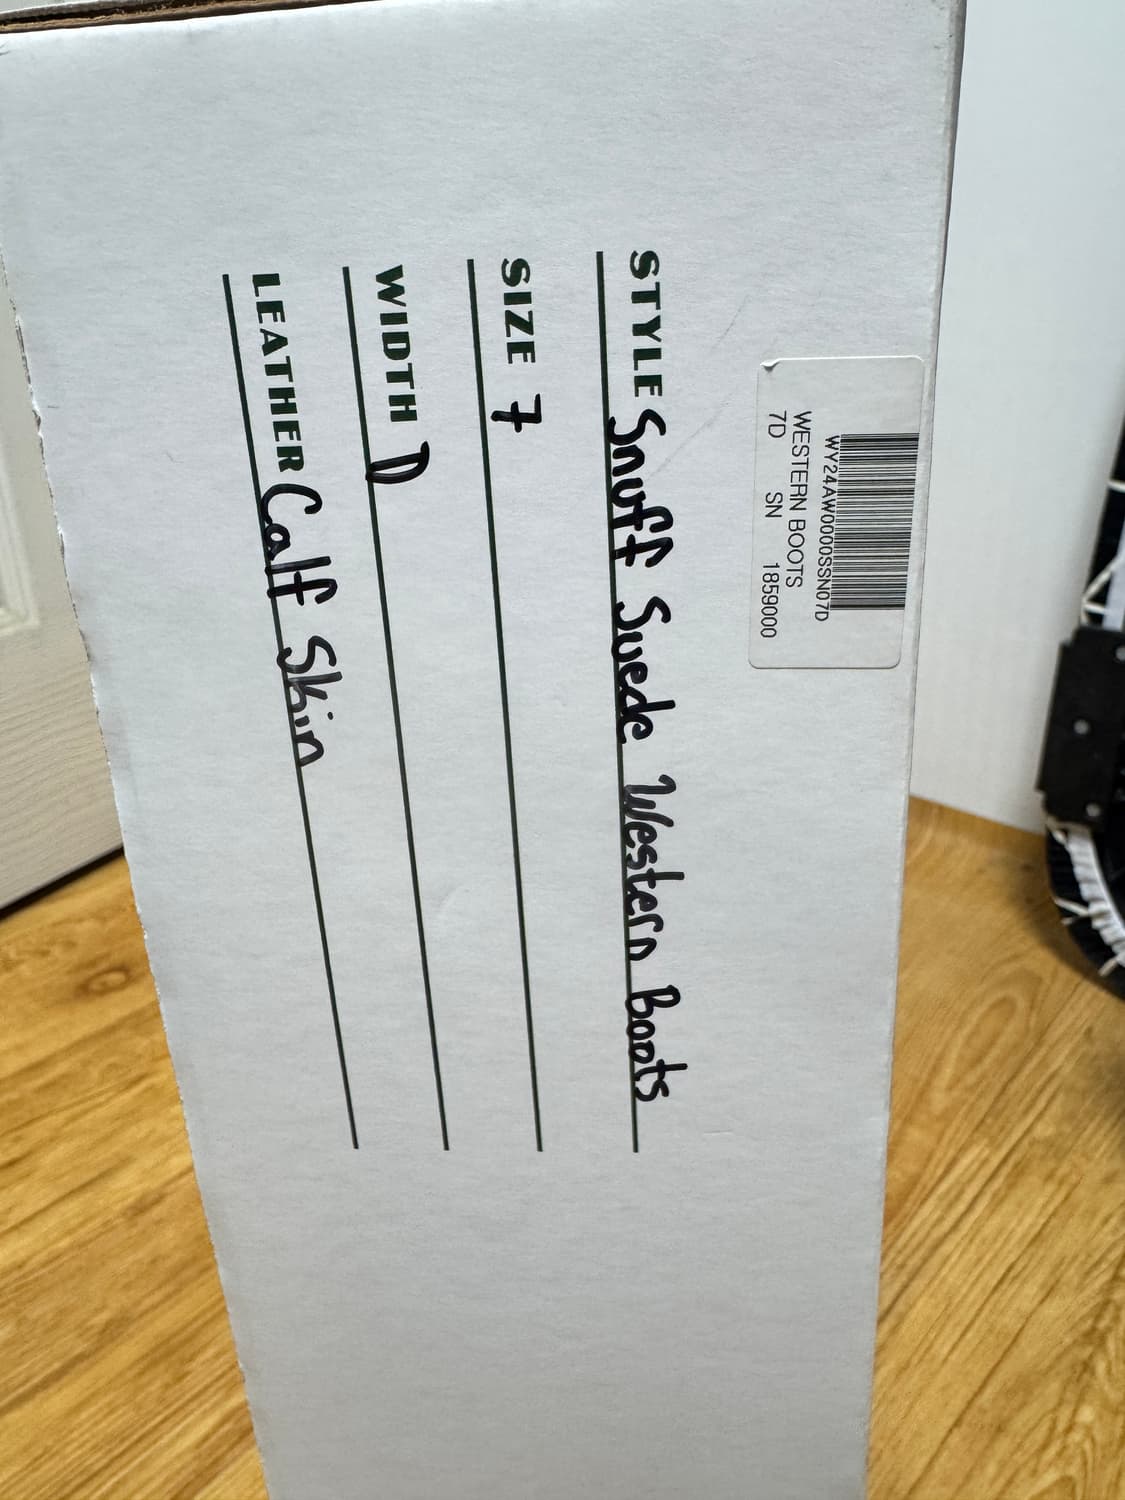 WY24AW0000SSN07D
WESTERN BOOTS
7D SN 1859000
STYLE Snuff Suede Western Boots
SIZE 7
WIDTH D
LEATHER Calf Skin